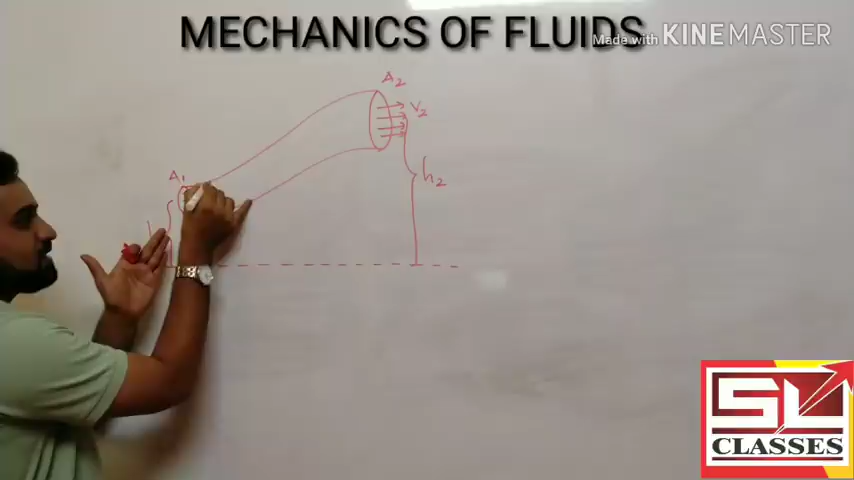 MECHANICS OF FLUIDS
Made with KINEMASTER
A₂
V₂
A₁
h₂
SL
CLASSES